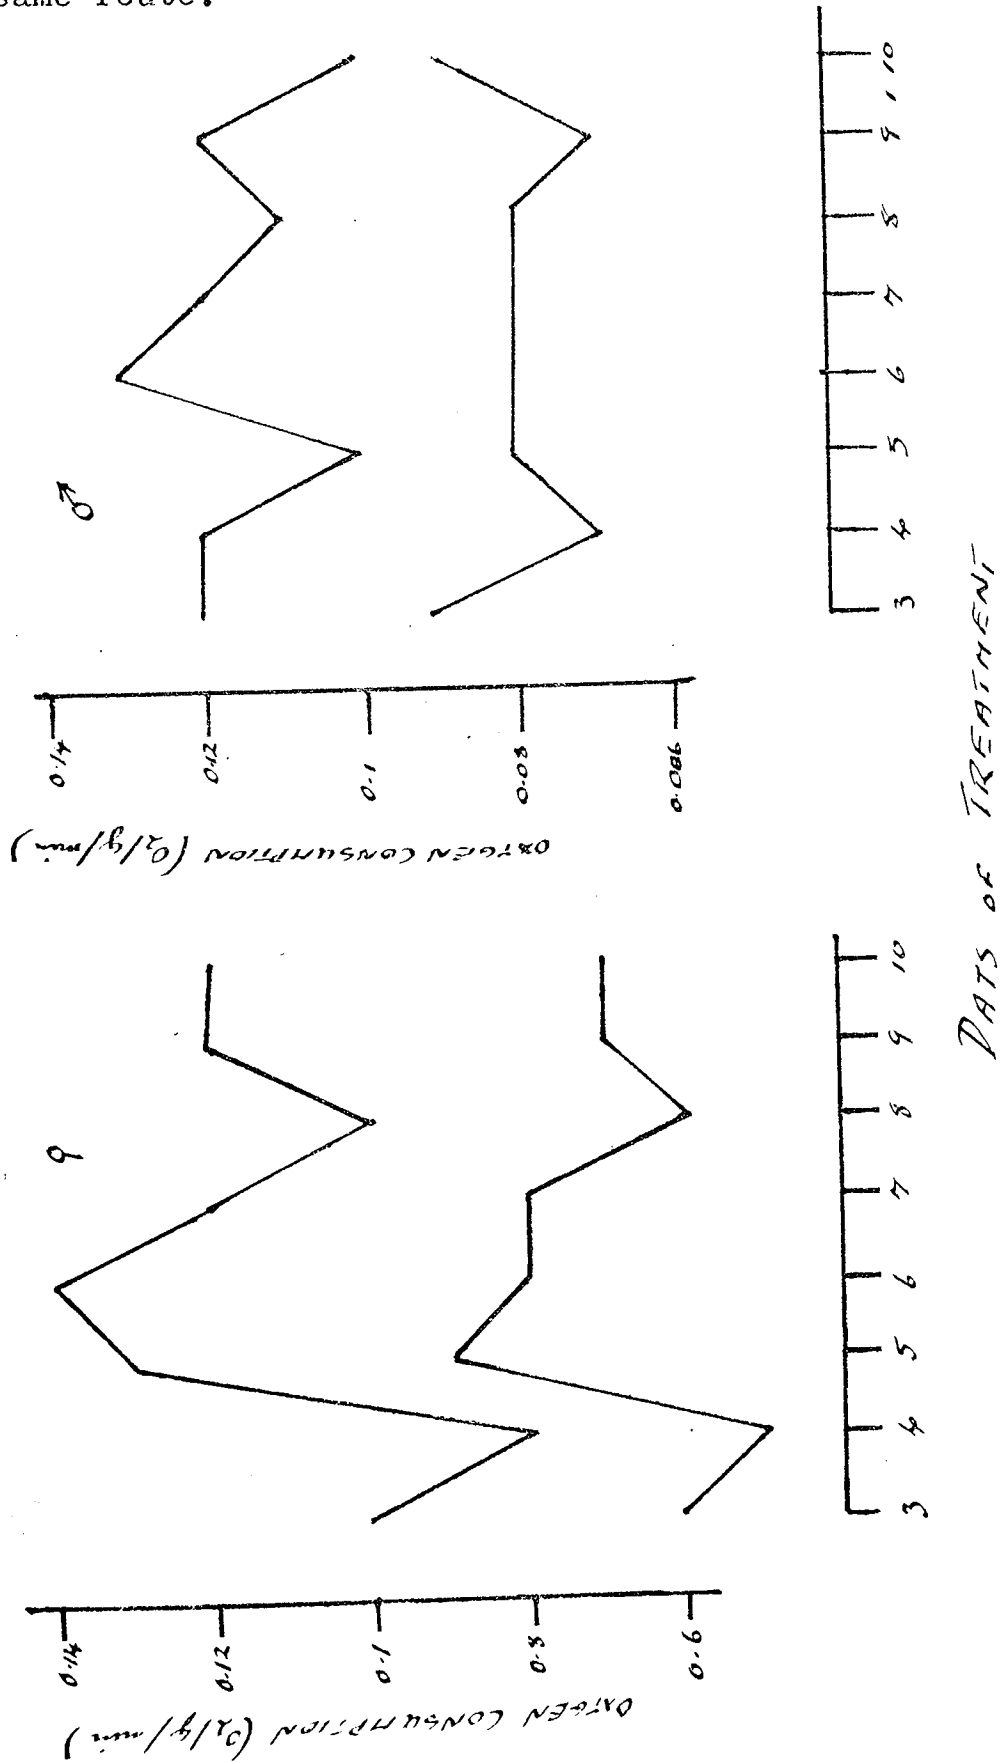 same route.
♂
0.14
0.12
0.1
0.08
0.086
OXYGEN CONSUMPTION (O2/g/min)
3 4 5 6 7 8 9 10
♀
0.14
0.12
0.1
0.8
0.6
OXYGEN CONSUMPTION (O2/g/min)
3 4 5 6 7 8 9 10
DAYS OF TREATMENT